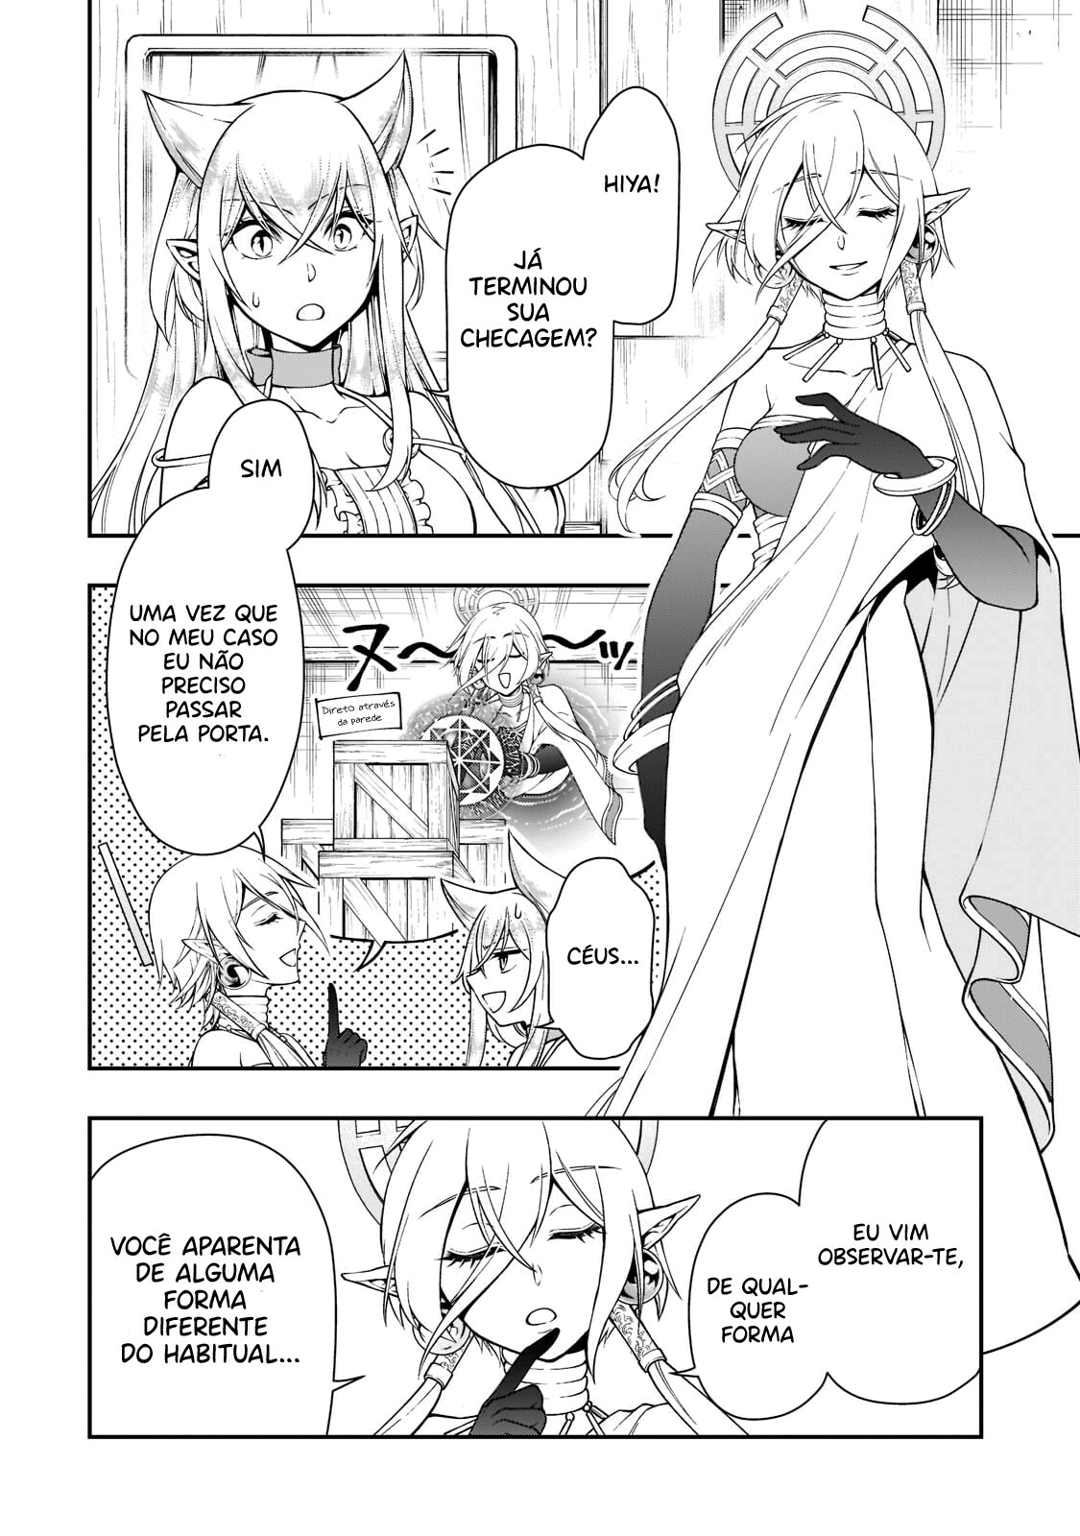 HIYA!
JÁ
TERMINOU
SUA
CHECAGEM?
SIM
UMA VEZ QUE
NO MEU CASO
EU NÃO
PRECISO
PASSAR
PELA PORTA.
ヌ〜〜〜ッ
Direto através
da parede
CÉUS...
EU VIM
OBSERVAR-TE,
DE QUAL-
QUER
FORMA
VOCÊ APARENTA
DE ALGUMA
FORMA
DIFERENTE
DO HABITUAL...